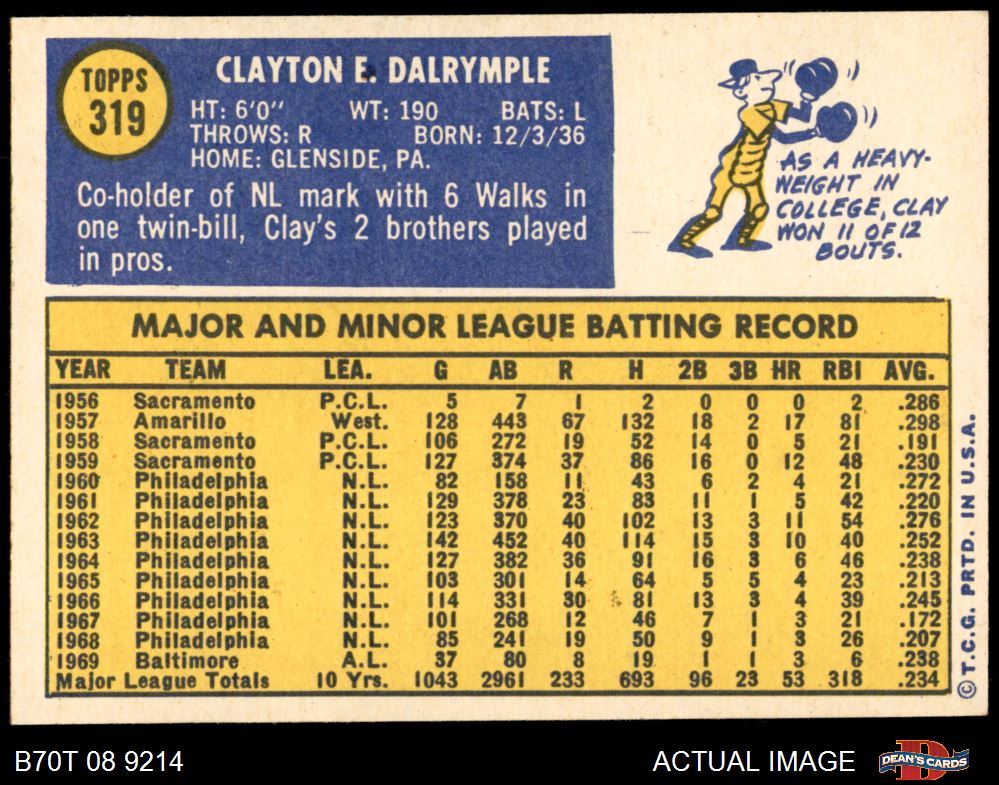 TOPPS
319
CLAYTON E. DALRYMPLE
HT: 6'0" WT: 190 BATS: L
THROWS: R BORN: 12/3/36
HOME: GLENSIDE, PA.
Co-holder of NL mark with 6 Walks in
one twin-bill, Clay's 2 brothers played
in pros.
AS A HEAVY-
WEIGHT IN
COLLEGE, CLAY
WON 11 OF 12
BOUTS.
MAJOR AND MINOR LEAGUE BATTING RECORD
YEAR TEAM LEA. G AB R H 2B 3B HR RBI AVG.
1956 Sacramento P.C.L. 5 7 1 2 0 0 0 2 .286
1957 Amarillo West. 128 443 67 132 18 2 17 81 .298
1958 Sacramento P.C.L. 106 272 19 52 14 0 5 21 .191
1959 Sacramento P.C.L. 127 374 37 86 16 0 12 48 .230
1960 Philadelphia N.L. 82 158 11 43 6 2 4 21 .272
1961 Philadelphia N.L. 129 378 23 83 11 1 5 42 .220
1962 Philadelphia N.L. 123 370 40 102 13 3 11 54 .276
1963 Philadelphia N.L. 142 452 40 114 15 3 10 40 .252
1964 Philadelphia N.L. 127 382 36 91 16 3 6 46 .238
1965 Philadelphia N.L. 103 301 14 64 5 5 4 23 .213
1966 Philadelphia N.L. 114 331 30 81 13 3 4 39 .245
1967 Philadelphia N.L. 101 268 12 46 7 1 3 21 .172
1968 Philadelphia N.L. 85 241 19 50 9 1 3 26 .207
1969 Baltimore A.L. 37 80 8 19 1 1 3 6 .238
Major League Totals 10 Yrs. 1043 2961 233 693 96 23 53 318 .234
© T.C.G. PRTD. IN U.S.A.
B70T 08 9214
ACTUAL IMAGE
D
DEAN'S CARDS